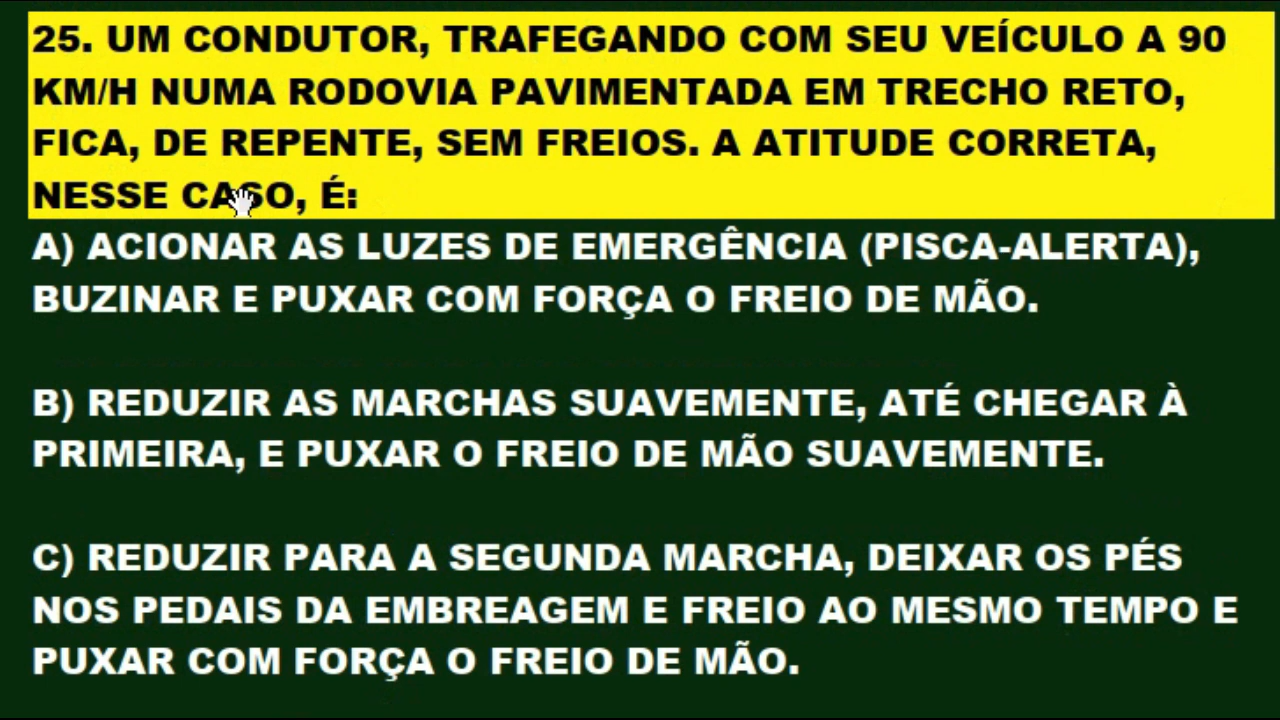 25. UM CONDUTOR, TRAFEGANDO COM SEU VEÍCULO A 90
KM/H NUMA RODOVIA PAVIMENTADA EM TRECHO RETO,
FICA, DE REPENTE, SEM FREIOS. A ATITUDE CORRETA,
NESSE CASO, É:
A) ACIONAR AS LUZES DE EMERGÊNCIA (PISCA-ALERTA),
BUZINAR E PUXAR COM FORÇA O FREIO DE MÃO.
B) REDUZIR AS MARCHAS SUAVEMENTE, ATÉ CHEGAR À
PRIMEIRA, E PUXAR O FREIO DE MÃO SUAVEMENTE.
C) REDUZIR PARA A SEGUNDA MARCHA, DEIXAR OS PÉS
NOS PEDAIS DA EMBREAGEM E FREIO AO MESMO TEMPO E
PUXAR COM FORÇA O FREIO DE MÃO.